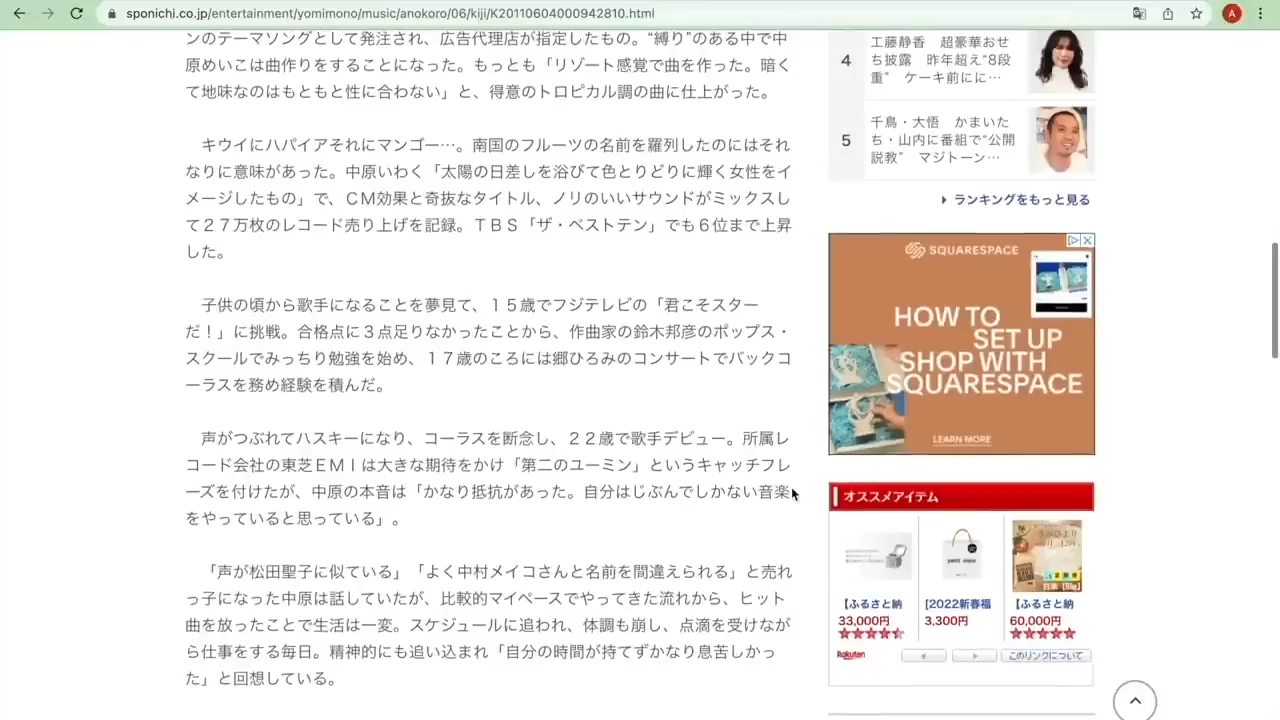 sponichi.co.jp/entertainment/yomimono/music/anokoro/06/kiji/K20110604000942810.html
A
ンのテーマソングとして発注され、広告代理店が指定したもの。“縛り”のある中で中
原めいこは曲作りをすることになった。もっとも「リゾート感覚で曲を作った。暗く
て地味なのはもともと性に合わない」と、得意のトロピカル調の曲に仕上がった。
キウイにハパイアそれにマンゴー…。南国のフルーツの名前を羅列したのにはそれ
なりに意味があった。中原いわく「太陽の日差しを浴びて色とりどりに輝く女性をイ
メージしたもの」で、ＣＭ効果と奇抜なタイトル、ノリのいいサウンドがミックスし
て２７万枚のレコード売り上げを記録。ＴＢＳ「ザ・ベストテン」でも６位まで上昇
した。
子供の頃から歌手になることを夢見て、１５歳でフジテレビの「君こそスター
だ！」に挑戦。合格点に３点足りなかったことから、作曲家の鈴木邦彦のポップス・
スクールでみっちり勉強を始め、１７歳のころには郷ひろみのコンサートでバックコ
ーラスを務め経験を積んだ。
声がつぶれてハスキーになり、コーラスを断念し、２２歳で歌手デビュー。所属レ
コード会社の東芝ＥＭＩは大きな期待をかけ「第二のユーミン」というキャッチフレ
ーズを付けたが、中原の本音は「かなり抵抗があった。自分はじぶんでしかない音楽
をやっていると思っている」。
「声が松田聖子に似ている」「よく中村メイコさんと名前を間違えられる」と売れ
っ子になった中原は話していたが、比較的マイペースでやってきた流れから、ヒット
曲を放ったことで生活は一変。スケジュールに追われ、体調も崩し、点滴を受けなが
ら仕事をする毎日。精神的にも追い込まれ「自分の時間が持てずかなり息苦しかっ
た」と回想している。
4
工藤静香　超豪華おせ
ち披露　昨年超え“8段
重”　ケーキ前にに…
5
千鳥・大悟　かまいた
ち・山内に番組で“公開
説教”　マジトーン…
ランキングをもっと見る
SQUARESPACE
HOW TO
SET UP
SHOP WITH
SQUARESPACE
LEARN MORE
オススメアイテム
【ふるさと納
33,000円
[2022新春福
3,300円
【ふるさと納
60,000円
Rakuten
このリンクについて